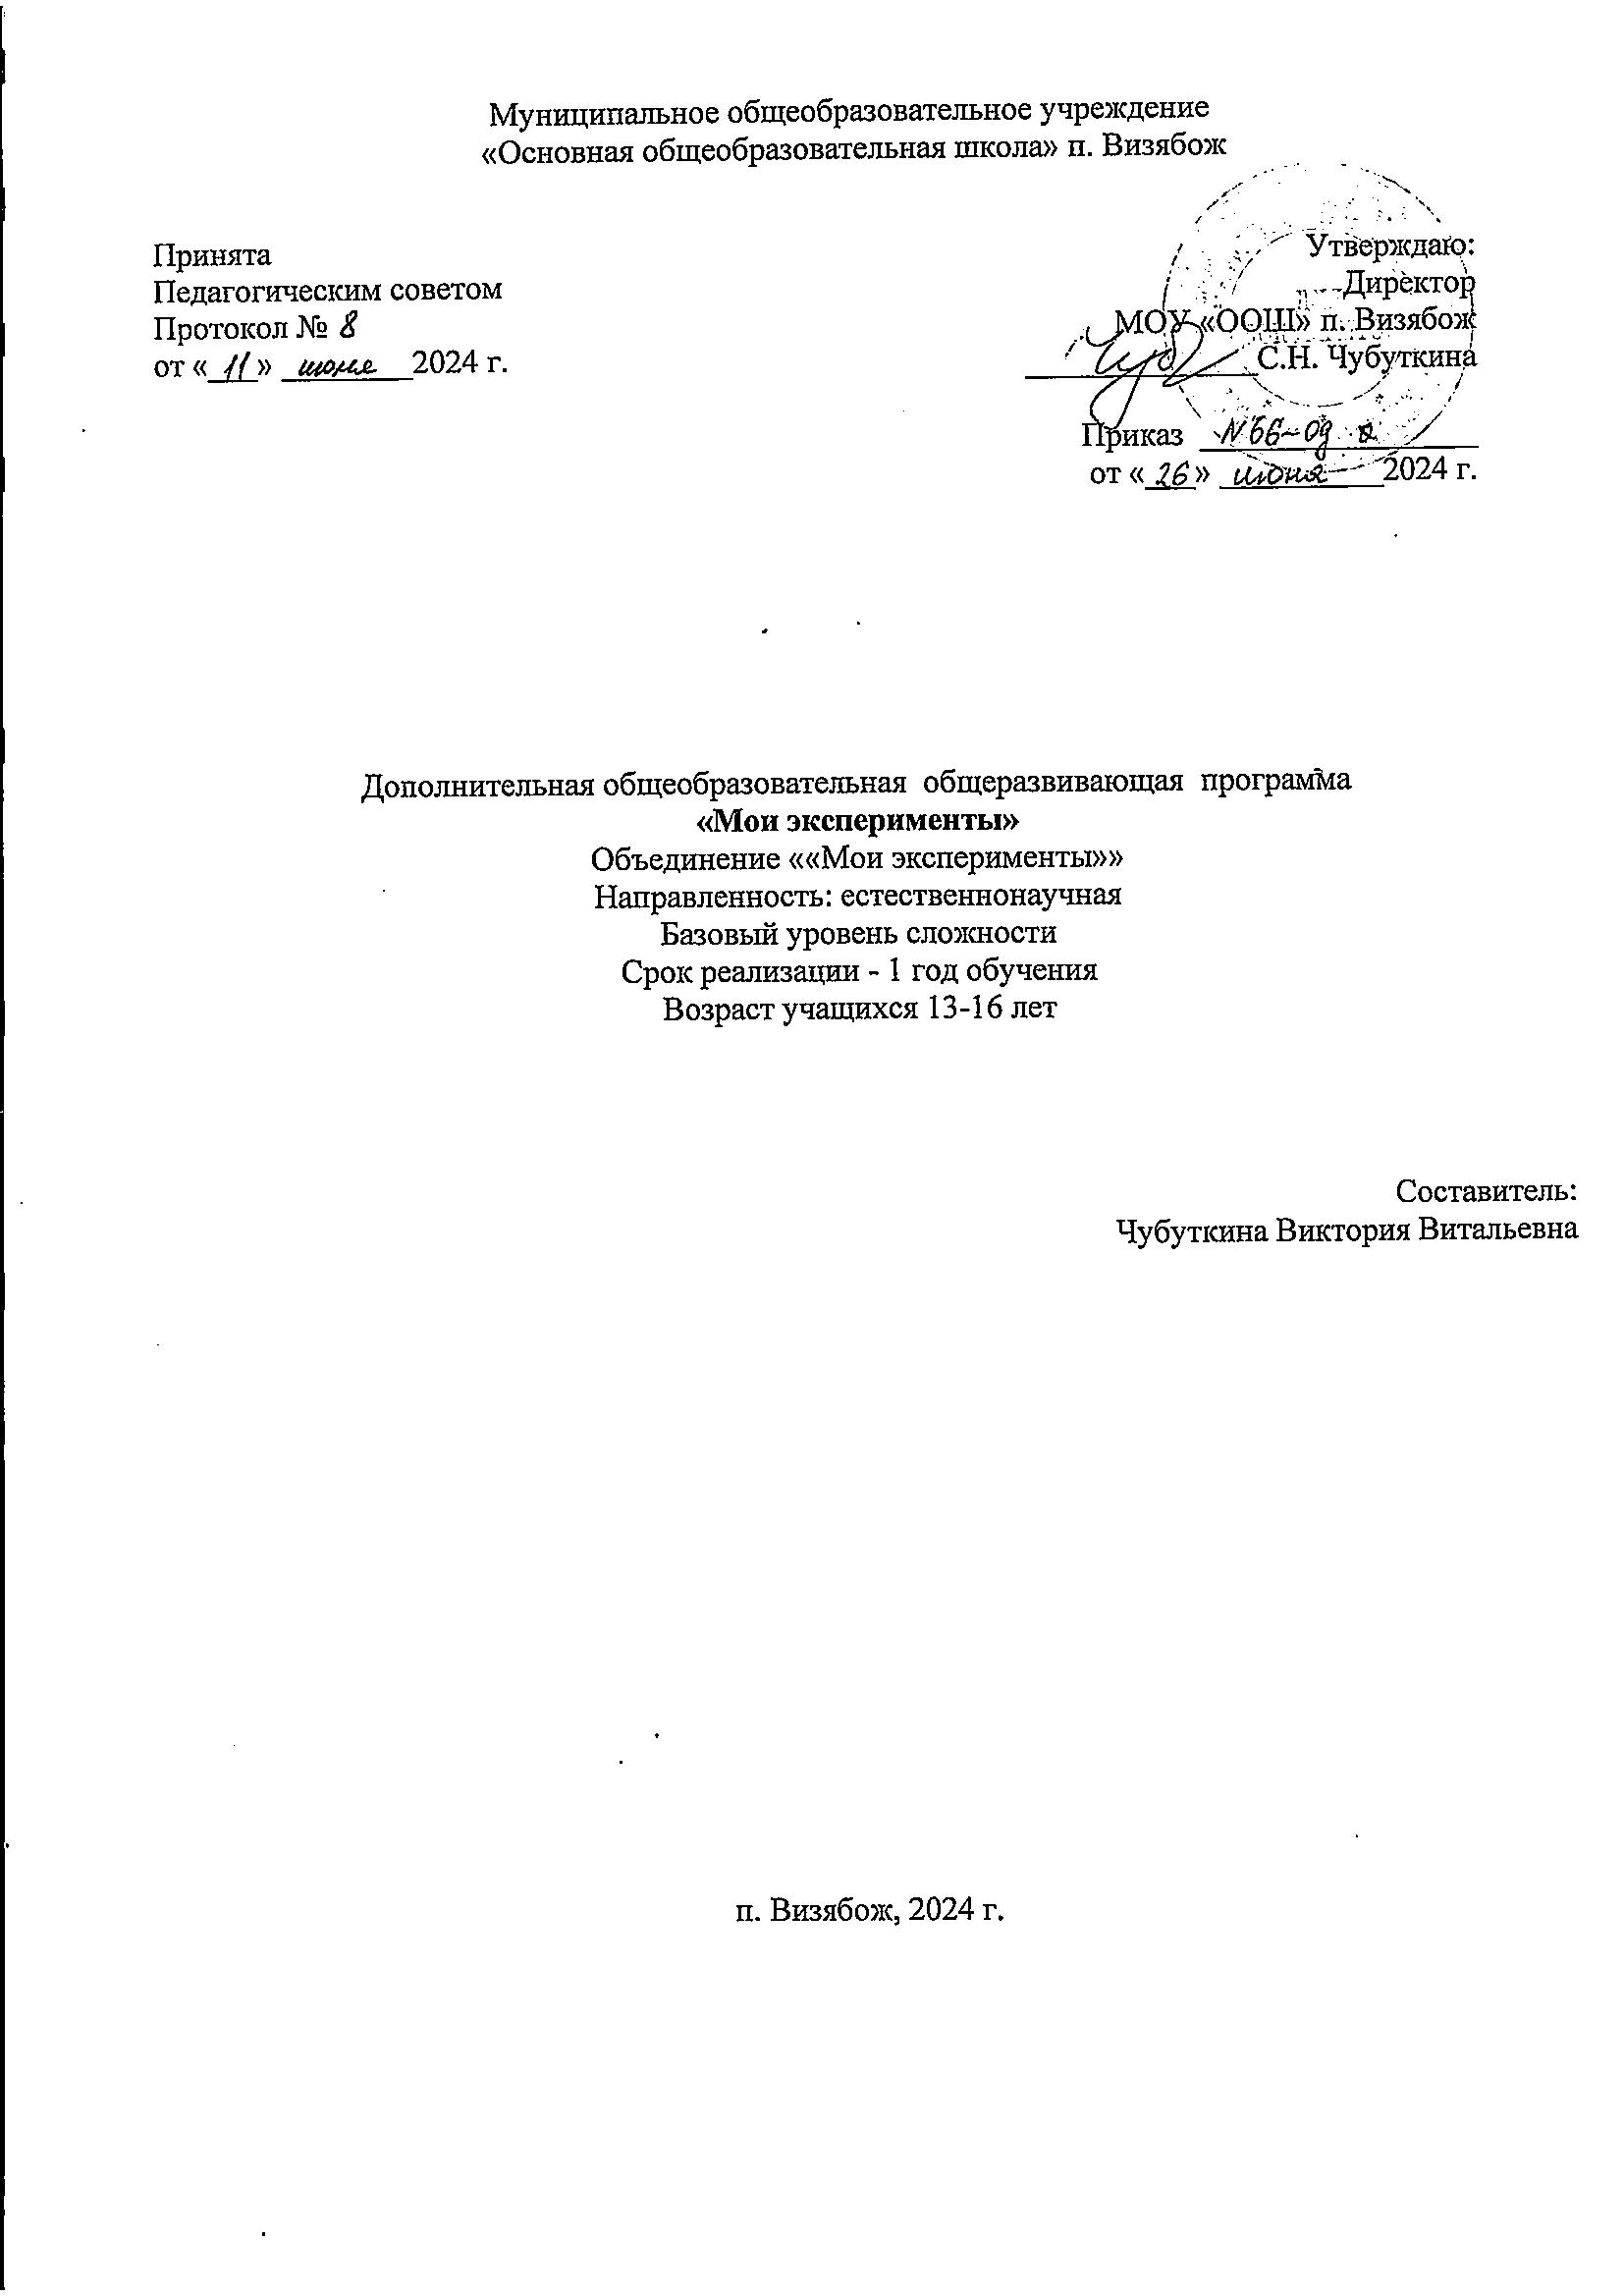 Муниципальное общеобразовательное учреждение
«Основная общеобразовательная школа» п. Визябож
Принята
Педагогическим советом
Протокол № 8
от «11» июня 2024 г.
Утверждаю:
Директор
МОУ «ООШ» п. Визябож
С.Н. Чубуткина
Приказ N66-од
от «26» июня 2024 г.
Дополнительная общеобразовательная общеразвивающая программа
«Мои эксперименты»
Объединение ««Мои эксперименты»»
Направленность: естественнонаучная
Базовый уровень сложности
Срок реализации - 1 год обучения
Возраст учащихся 13-16 лет
Составитель:
Чубуткина Виктория Витальевна
п. Визябож, 2024 г.